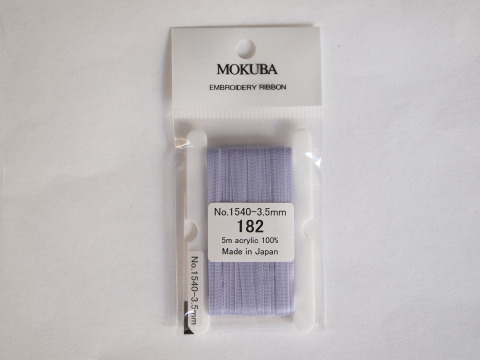 MOKUBA
EMBROIDERY RIBBON
No.1540-3.5mm
182
5m acrylic 100%
Made in Japan
No.1540-3.5mm